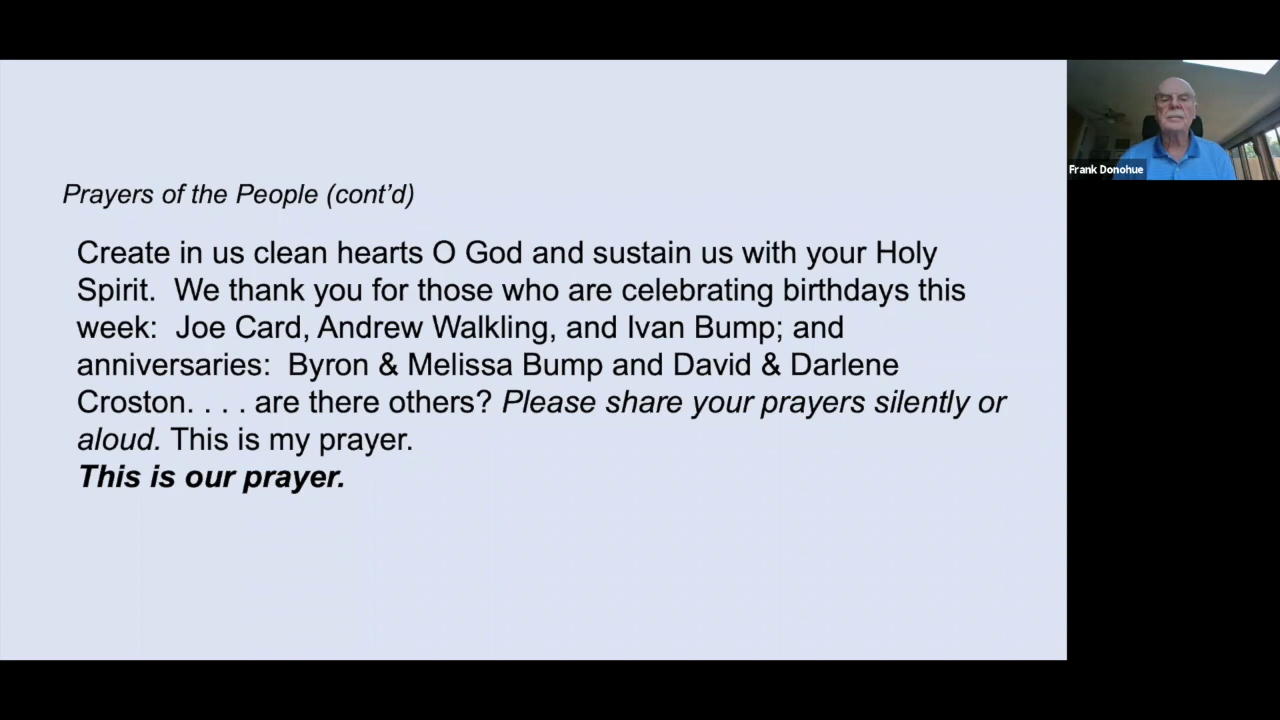 Prayers of the People (cont’d)
Create in us clean hearts O God and sustain us with your Holy
Spirit.  We thank you for those who are celebrating birthdays this
week:  Joe Card, Andrew Walkling, and Ivan Bump; and
anniversaries:  Byron & Melissa Bump and David & Darlene
Croston. . . . are there others? Please share your prayers silently or
aloud. This is my prayer.
This is our prayer.
Frank Donohue